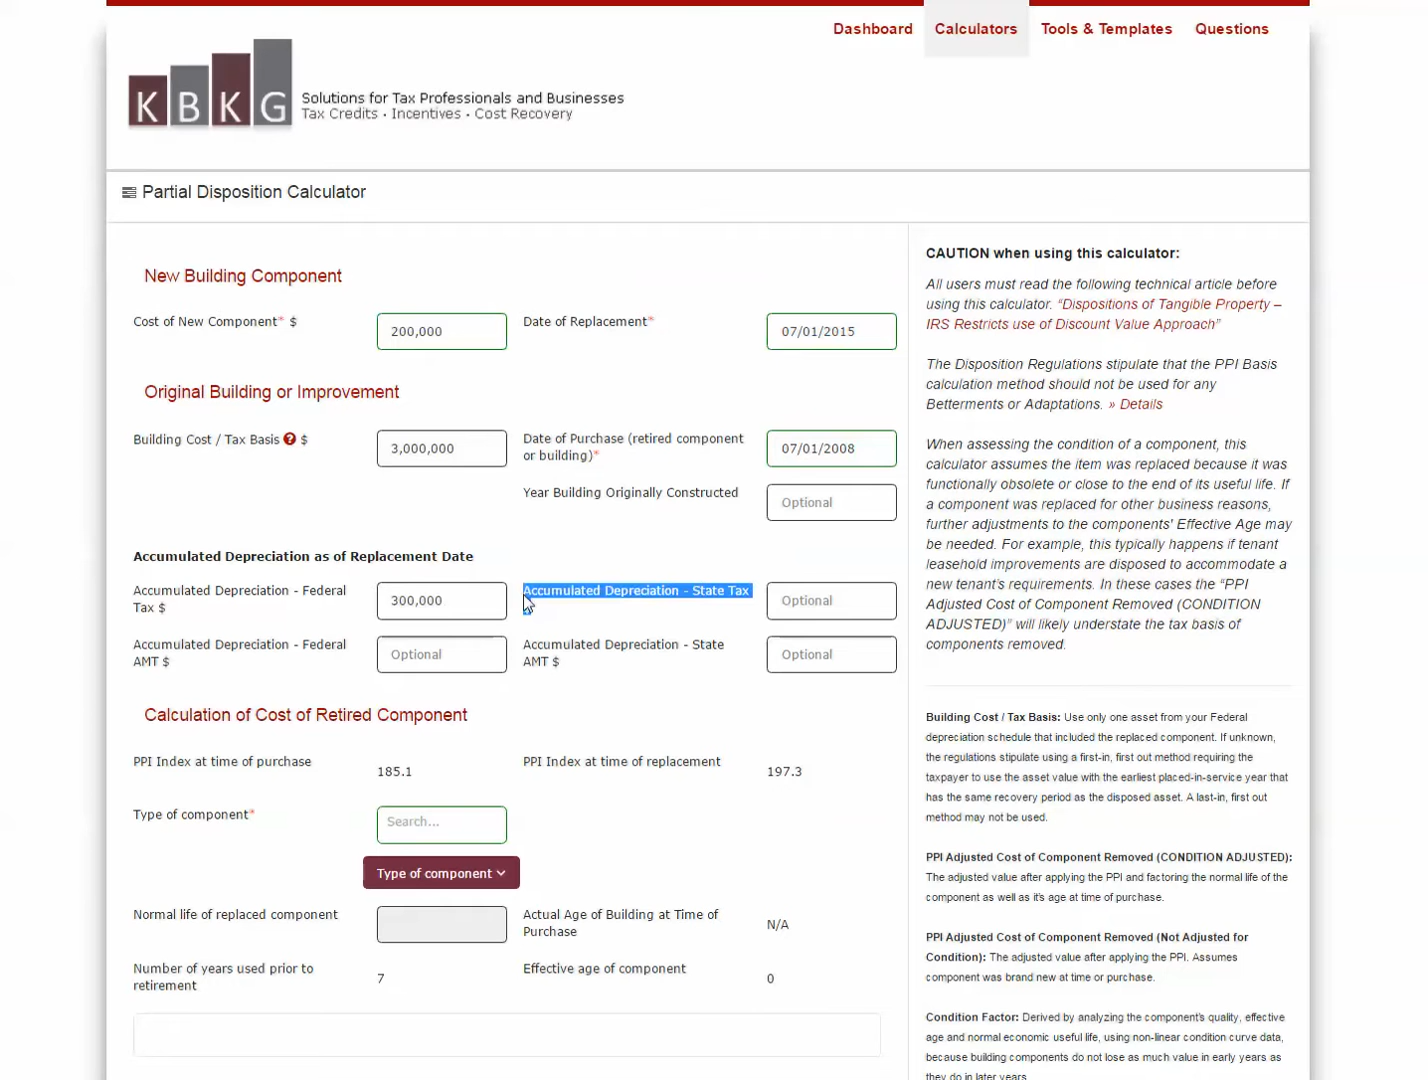 Dashboard
Calculators
Tools & Templates
Questions
KBKG
Solutions for Tax Professionals and Businesses
Tax Credits · Incentives · Cost Recovery
Partial Disposition Calculator
New Building Component
Cost of New Component* $
200,000
Date of Replacement*
07/01/2015
Original Building or Improvement
Building Cost / Tax Basis ? $
3,000,000
Date of Purchase (retired component
or building)*
07/01/2008
Year Building Originally Constructed
Optional
Accumulated Depreciation as of Replacement Date
Accumulated Depreciation - Federal
Tax $
300,000
Accumulated Depreciation - State Tax
Optional
Accumulated Depreciation - Federal
AMT $
Optional
Accumulated Depreciation - State
AMT $
Optional
Calculation of Cost of Retired Component
PPI Index at time of purchase
185.1
PPI Index at time of replacement
197.3
Type of component*
Search...
Type of component
Normal life of replaced component
Actual Age of Building at Time of
Purchase
N/A
Number of years used prior to
retirement
7
Effective age of component
0
CAUTION when using this calculator:
All users must read the following technical article before
using this calculator. “Dispositions of Tangible Property –
IRS Restricts use of Discount Value Approach”
The Disposition Regulations stipulate that the PPI Basis
calculation method should not be used for any
Betterments or Adaptations. » Details
When assessing the condition of a component, this
calculator assumes the item was replaced because it was
functionally obsolete or close to the end of its useful life. If
a component was replaced for other business reasons,
further adjustments to the components' Effective Age may
be needed. For example, this typically happens if tenant
leasehold improvements are disposed to accommodate a
new tenant's requirements. In these cases the “PPI
Adjusted Cost of Component Removed (CONDITION
ADJUSTED)” will likely understate the tax basis of
components removed.
Building Cost / Tax Basis: Use only one asset from your Federal
depreciation schedule that included the replaced component. If unknown,
the regulations stipulate using a first-in, first out method requiring the
taxpayer to use the asset value with the earliest placed-in-service year that
has the same recovery period as the disposed asset. A last-in, first out
method may not be used.
PPI Adjusted Cost of Component Removed (CONDITION ADJUSTED):
The adjusted value after applying the PPI and factoring the normal life of the
component as well as it's age at time of purchase.
PPI Adjusted Cost of Component Removed (Not Adjusted for
Condition): The adjusted value after applying the PPI. Assumes
component was brand new at time or purchase.
Condition Factor: Derived by analyzing the component's quality, effective
age and normal economic useful life, using non-linear condition curve data,
because building components do not lose as much value in early years as
they do in later years.